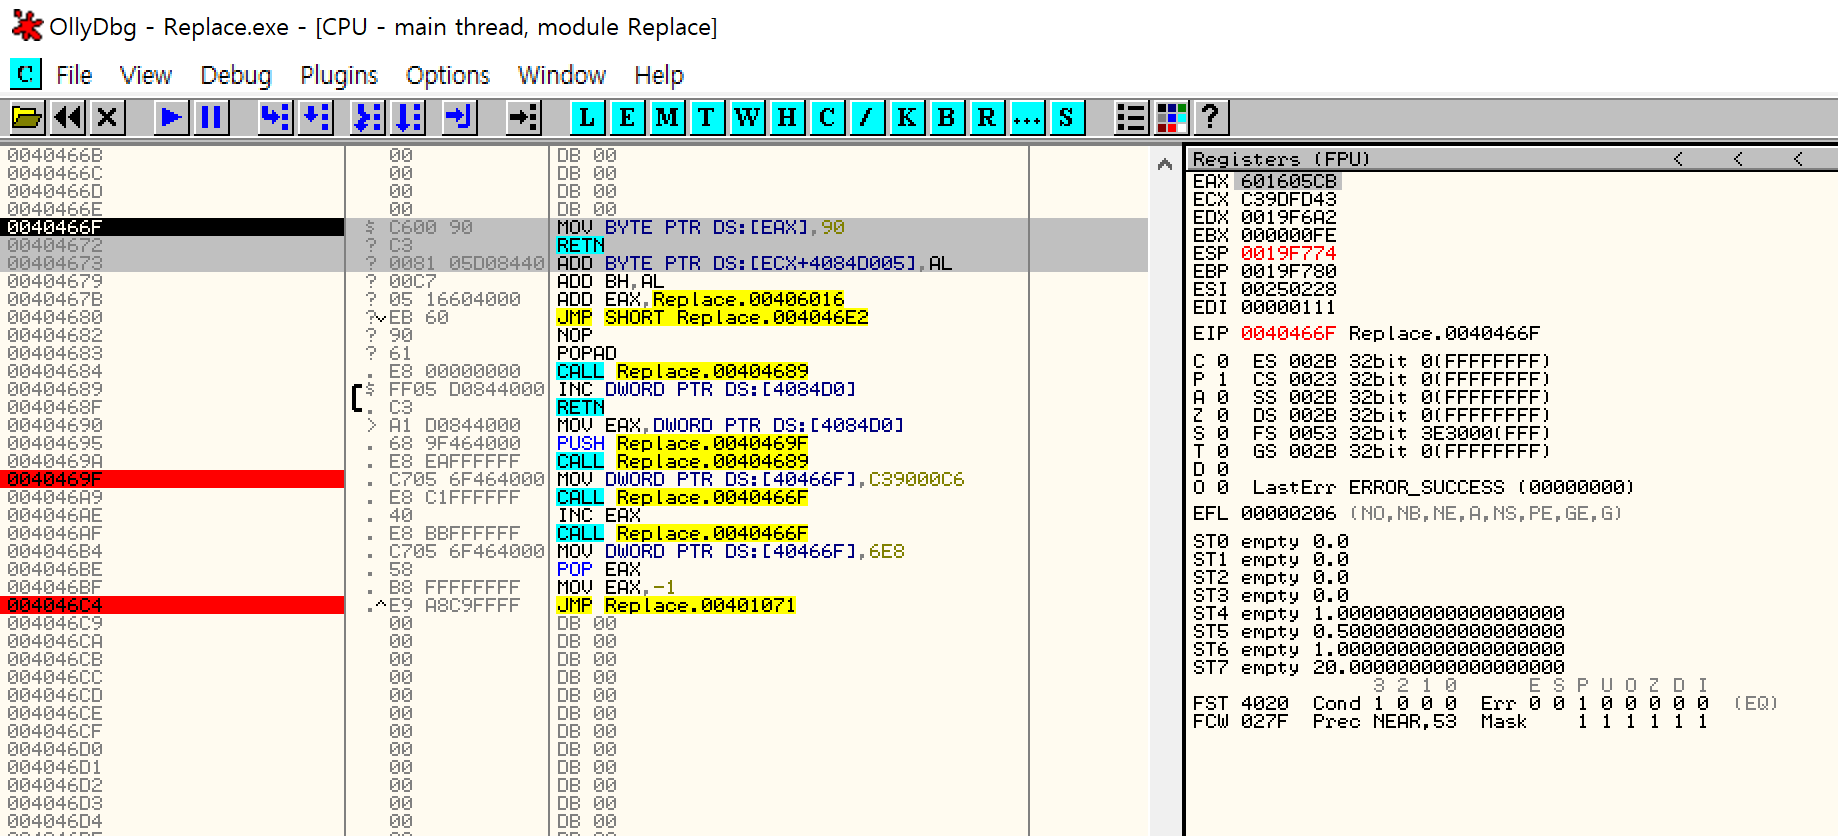 OllyDbg - Replace.exe - [CPU - main thread, module Replace]
C File View Debug Plugins Options Window Help
L E M T W H C / K B R ... S ?
0040466B 00 DB 00
0040466C 00 DB 00
0040466D 00 DB 00
0040466E 00 DB 00
0040466F $ C600 90 MOV BYTE PTR DS:[EAX],90
00404672 ? C3 RETN
00404673 ? 0081 05D08440 ADD BYTE PTR DS:[ECX+4084D005],AL
00404679 ? 00C7 ADD BH,AL
0040467B ? 05 16604000 ADD EAX,Replace.00406016
00404680 ?˅EB 60 JMP SHORT Replace.004046E2
00404682 ? 90 NOP
00404683 ? 61 POPAD
00404684 . E8 00000000 CALL Replace.00404689
00404689 $ FF05 D0844000 INC DWORD PTR DS:[4084D0]
0040468F . C3 RETN
00404690 > A1 D0844000 MOV EAX,DWORD PTR DS:[4084D0]
00404695 . 68 9F464000 PUSH Replace.0040469F
0040469A . E8 EAFFFFFF CALL Replace.00404689
0040469F . C705 6F464000 MOV DWORD PTR DS:[40466F],C39000C6
004046A9 . E8 C1FFFFFF CALL Replace.0040466F
004046AE . 40 INC EAX
004046AF . E8 BBFFFFFF CALL Replace.0040466F
004046B4 . C705 6F464000 MOV DWORD PTR DS:[40466F],6E8
004046BE . 58 POP EAX
004046BF . B8 FFFFFFFF MOV EAX,-1
004046C4 .^E9 A8C9FFFF JMP Replace.00401071
004046C9 00 DB 00
004046CA 00 DB 00
004046CB 00 DB 00
004046CC 00 DB 00
004046CD 00 DB 00
004046CE 00 DB 00
004046CF 00 DB 00
004046D0 00 DB 00
004046D1 00 DB 00
004046D2 00 DB 00
004046D3 00 DB 00
004046D4 00 DB 00
Registers (FPU) < < <
EAX 601605CB
ECX C39DFD43
EDX 0019F6A2
EBX 000000FE
ESP 0019F774
EBP 0019F780
ESI 00250228
EDI 00000111
EIP 0040466F Replace.0040466F
C 0 ES 002B 32bit 0(FFFFFFFF)
P 1 CS 0023 32bit 0(FFFFFFFF)
A 0 SS 002B 32bit 0(FFFFFFFF)
Z 0 DS 002B 32bit 0(FFFFFFFF)
S 0 FS 0053 32bit 3E3000(FFF)
T 0 GS 002B 32bit 0(FFFFFFFF)
D 0
O 0 LastErr ERROR_SUCCESS (00000000)
EFL 00000206 (NO,NB,NE,A,NS,PE,GE,G)
ST0 empty 0.0
ST1 empty 0.0
ST2 empty 0.0
ST3 empty 0.0
ST4 empty 1.0000000000000000000
ST5 empty 0.5000000000000000000
ST6 empty 1.0000000000000000000
ST7 empty 20.000000000000000000
3 2 1 0 E S P U O Z D I
FST 4020 Cond 1 0 0 0 Err 0 0 1 0 0 0 0 0 (EQ)
FCW 027F Prec NEAR,53 Mask 1 1 1 1 1 1